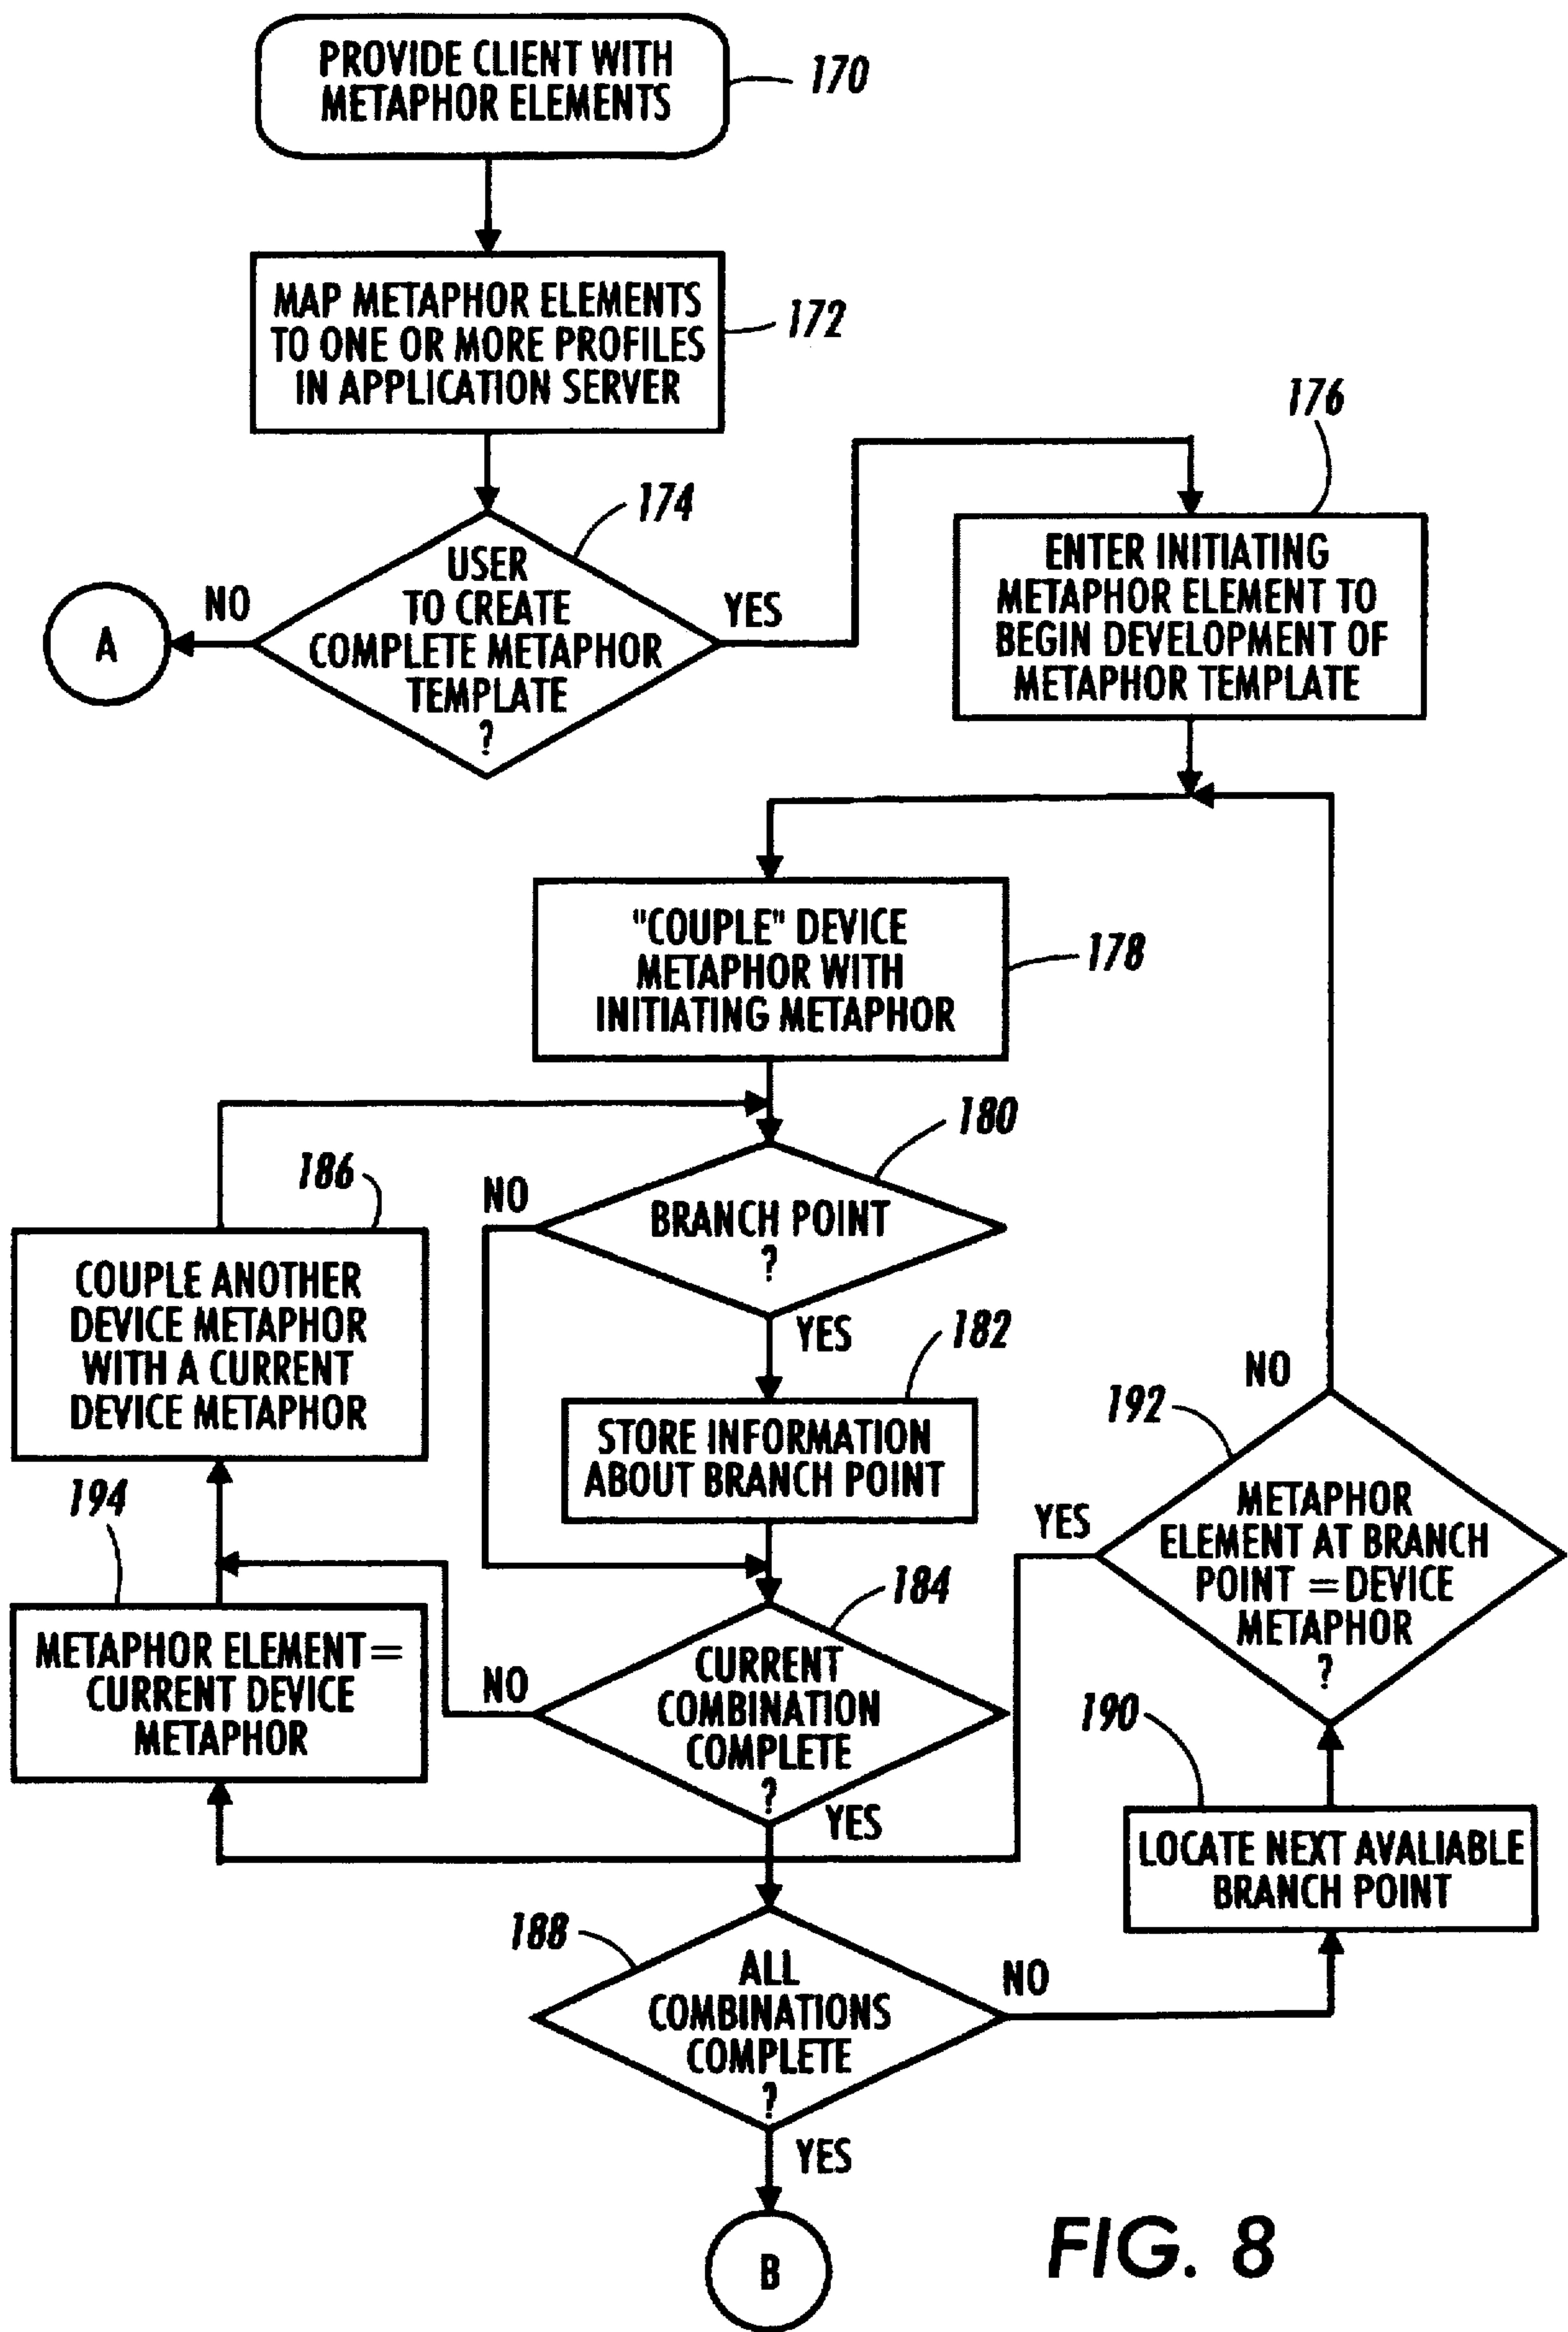 PROVIDE CLIENT WITH
METAPHOR ELEMENTS
170
MAP METAPHOR ELEMENTS
TO ONE OR MORE PROFILES
IN APPLICATION SERVER
172
174
USER
TO CREATE
COMPLETE METAPHOR
TEMPLATE
?
NO
A
YES
176
ENTER INITIATING
METAPHOR ELEMENT TO
BEGIN DEVELOPMENT OF
METAPHOR TEMPLATE
"COUPLE" DEVICE
METAPHOR WITH
INITIATING METAPHOR
178
180
BRANCH POINT
?
NO
YES
186
COUPLE ANOTHER
DEVICE METAPHOR
WITH A CURRENT
DEVICE METAPHOR
182
STORE INFORMATION
ABOUT BRANCH POINT
194
METAPHOR ELEMENT=
CURRENT DEVICE
METAPHOR
184
CURRENT
COMBINATION
COMPLETE
?
NO
YES
NO
192
METAPHOR
ELEMENT AT BRANCH
POINT = DEVICE
METAPHOR
?
YES
190
LOCATE NEXT AVALIABLE
BRANCH POINT
188
ALL
COMBINATIONS
COMPLETE
?
NO
YES
B
FIG. 8